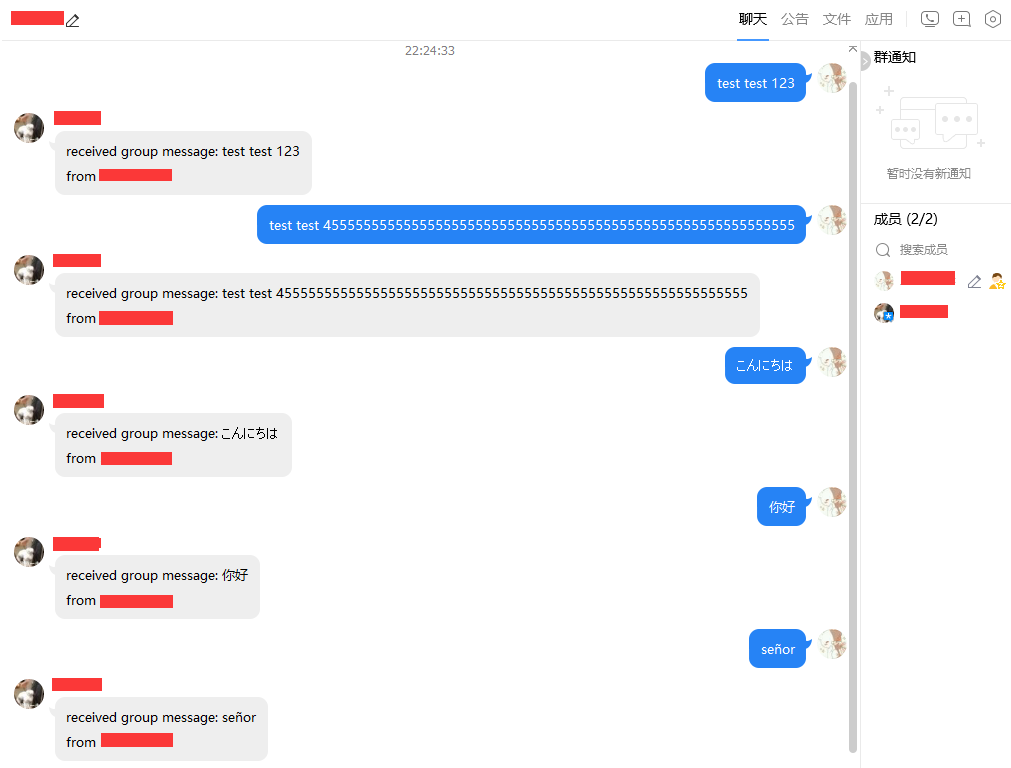 聊天 公告 文件 应用
22:24:33
test test 123
received group message: test test 123
from
test test 45555555555555555555555555555555555555555555555555555555555
received group message: test test 45555555555555555555555555555555555555555555555555555555555
from
こんにちは
received group message: こんにちは
from
你好
received group message: 你好
from
señor
received group message: señor
from
群通知
暂时没有新通知
成员 (2/2)
搜索成员